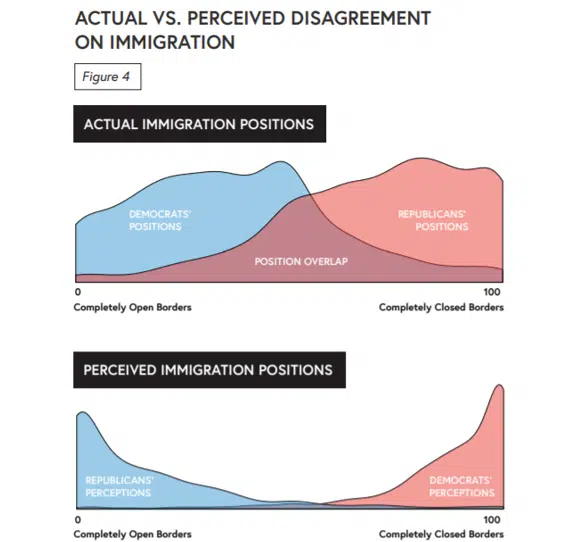 ACTUAL VS. PERCEIVED DISAGREEMENT
ON IMMIGRATION
Figure 4
ACTUAL IMMIGRATION POSITIONS
DEMOCRATS'
POSITIONS
REPUBLICANS'
POSITIONS
POSITION OVERLAP
0
100
Completely Open Borders
Completely Closed Borders
PERCEIVED IMMIGRATION POSITIONS
REPUBLICANS'
PERCEPTIONS
DEMOCRATS'
PERCEPTIONS
0
100
Completely Open Borders
Completely Closed Borders